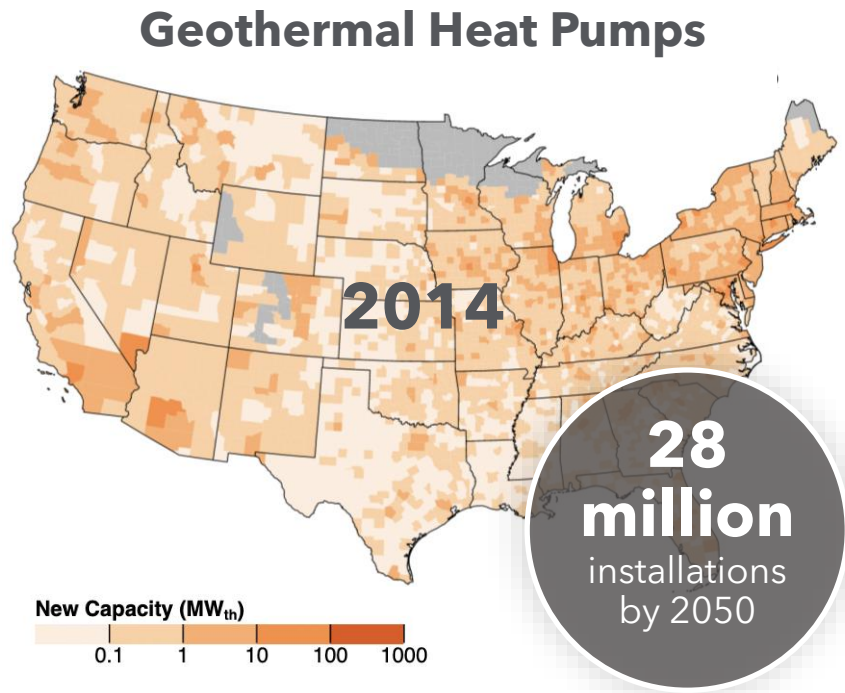 Geothermal Heat Pumps
2014
28
million
installations
by 2050
New Capacity (MWth)
0.1 1 10 100 1000